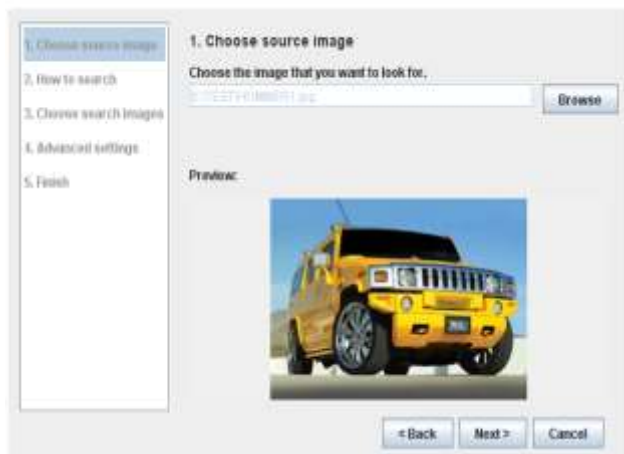 1. Choose source image
2. How to search
3. Choose search images
4. Advanced settings
5. Finish
1. Choose source image
Choose the image that you want to look for.
Browse
Preview:
< Back
Next >
Cancel